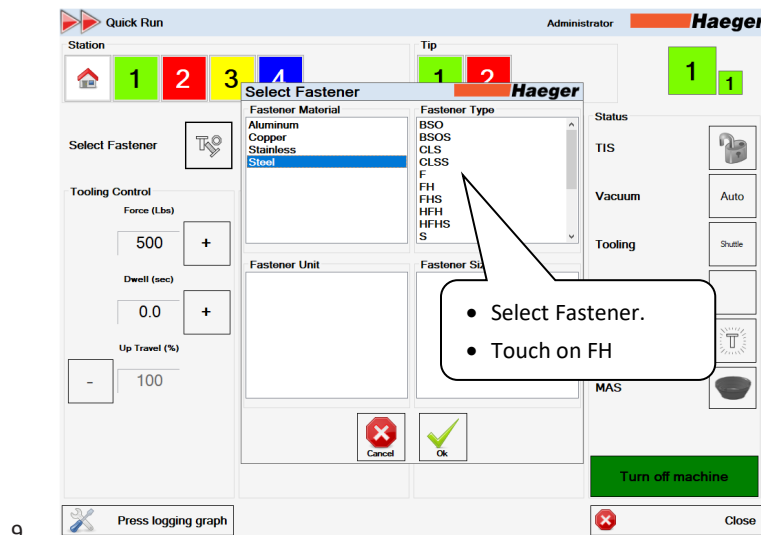 Quick Run
Administrator
Haeger
Station
Tip
1
2
3
4
1
2
1
1
Select Fastener
Haeger
Fastener Material
Aluminum
Copper
Stainless
Steel
Fastener Type
BSO
BSOS
CLS
CLSS
F
FH
FHS
HFH
HFHS
S
Select Fastener
Status
TIS
Vacuum
Auto
Tooling
Shuttle
MAS
Tooling Control
Force (Lbs)
500
+
Dwell (sec)
0.0
+
Up Travel (%)
-
100
Fastener Unit
Fastener Si
• Select Fastener.
• Touch on FH
Cancel
Ok
Turn off machine
Press logging graph
Close
9